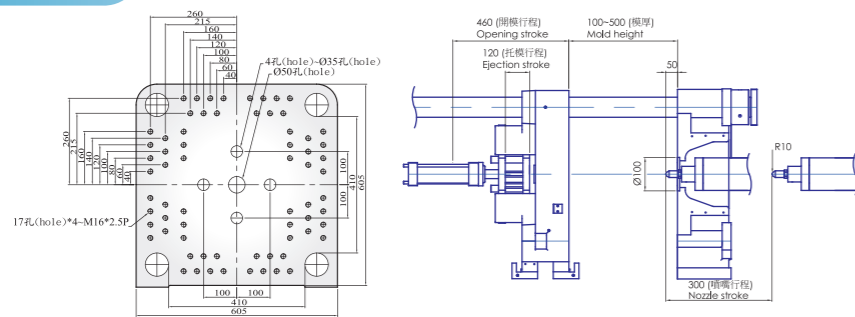 260
215
160
140
120
100
80
60
40
4孔(hole)~Ø35孔(hole)
Ø50孔(hole)
260
215
160
140
120
100
80
60
40
100
100
410
605
17孔(hole)*4~M16*2.5P
100 100
410
605
460 (開模行程)
Opening stroke
100~500 (模厚)
Mold height
120 (托模行程)
Ejection stroke
50
R10
Ø100
300 (噴嘴行程)
Nozzle stroke